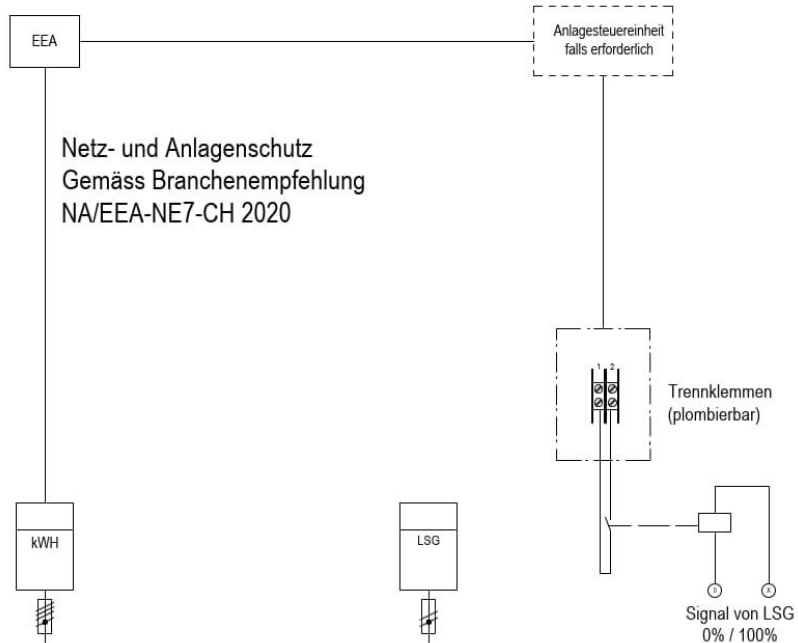 EEA
Anlagesteuereinheit
falls erforderlich
Netz- und Anlagenschutz
Gemäss Branchenempfehlung
NA/EEA-NE7-CH 2020
1 2
Trennklemmen
(plombierbar)
kWH
LSG
Signal von LSG
0% / 100%